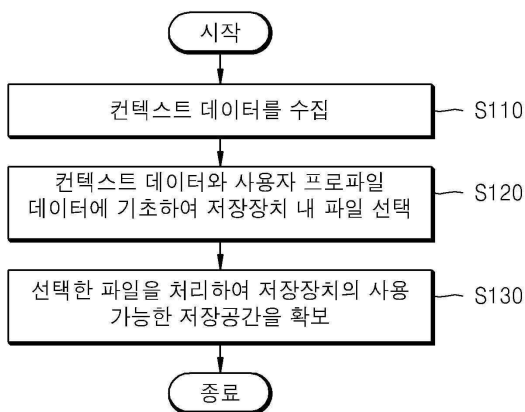 시작
컨텍스트 데이터를 수집
S110
컨텍스트 데이터와 사용자 프로파일
데이터에 기초하여 저장장치 내 파일 선택
S120
선택한 파일을 처리하여 저장장치의 사용
가능한 저장공간을 확보
S130
종료